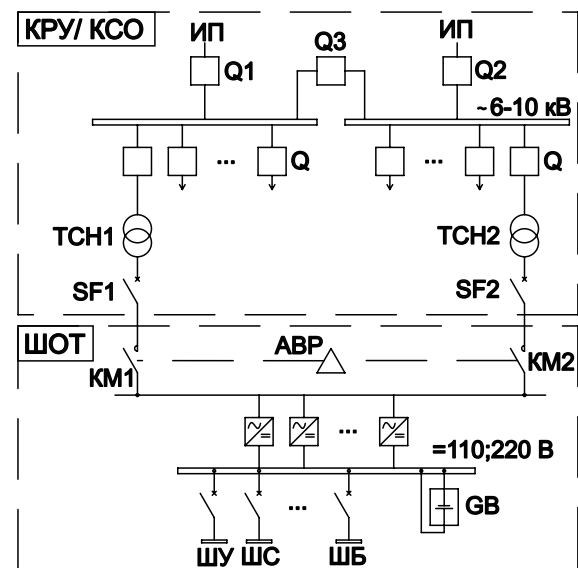 КРУ/ КСО
ИП
Q3
ИП
Q1
Q2
~6-10 кВ
...
Q
...
Q
ТСН1
ТСН2
SF1
SF2
ШОТ
АВР
КМ1
КМ2
...
=110;220 В
...
GB
ШУ ШС ШБ